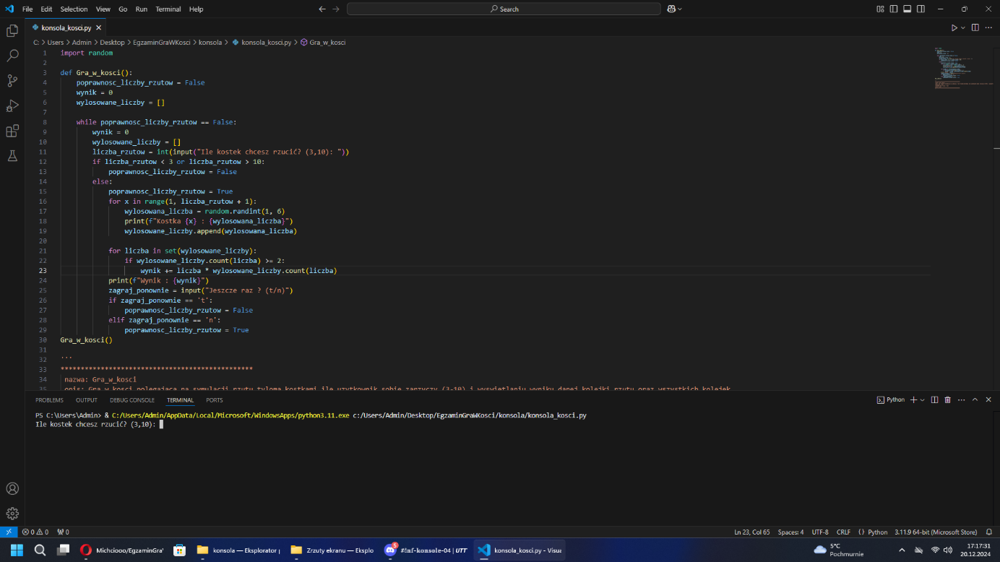 File Edit Selection View Go Run Terminal Help
Search
konsola_kosci.py
C: > Users > Admin > Desktop > EgzaminGraWKosci > konsola > konsola_kosci.py > Gra_w_kosci
1 import random
2
3 def Gra_w_kosci():
4 poprawnosc_liczby_rzutow = False
5 wynik = 0
6 wylosowane_liczby = []
7
8 while poprawnosc_liczby_rzutow == False:
9 wynik = 0
10 wylosowane_liczby = []
11 liczba_rzutow = int(input("Ile kostek chcesz rzucić? (3,10): "))
12 if liczba_rzutow < 3 or liczba_rzutow > 10:
13 poprawnosc_liczby_rzutow = False
14 else:
15 poprawnosc_liczby_rzutow = True
16 for x in range(1, liczba_rzutow + 1):
17 wylosowana_liczba = random.randint(1, 6)
18 print(f"Kostka {x} : {wylosowana_liczba}")
19 wylosowane_liczby.append(wylosowana_liczba)
20
21 for liczba in set(wylosowane_liczby):
22 if wylosowane_liczby.count(liczba) >= 2:
23 wynik += liczba * wylosowane_liczby.count(liczba)
24 print(f"Wynik : {wynik}")
25 zagraj_ponownie = input("Jeszcze raz ? (t/n)")
26 if zagraj_ponownie == 't':
27 poprawnosc_liczby_rzutow = False
28 elif zagraj_ponownie == 'n':
29 poprawnosc_liczby_rzutow = True
30 Gra_w_kosci()
31
32 '''
33 ************************************************
34 nazwa: Gra_w_kosci
35 opis: Gra w kosci polegajaca na symulacji rzutu tyloma kostkami ile uzytkownik sobie zarzyczy (3-10) i wyswietlaniu wyniku danej kolejki rzutu oraz wszystkich kolejek
PROBLEMS OUTPUT DEBUG CONSOLE TERMINAL PORTS
Python
PS C:\Users\Admin> & C:/Users/Admin/AppData/Local/Microsoft/WindowsApps/python3.11.exe c:/Users/Admin/Desktop/EgzaminGraWKosci/konsola/konsola_kosci.py
Ile kostek chcesz rzucić? (3,10):
0 0 0
Ln 23, Col 65 Spaces: 4 UTF-8 CRLF { } Python 3.11.9 64-bit (Microsoft Store)
Michciooo/EgzaminGraW
konsola — Eksplorator p
Zrzuty ekranu — Eksplo
5
#inf-konsole-04 | UTT
konsola_kosci.py - Visua
5°C
Pochmurnie
17:17:31
20.12.2024